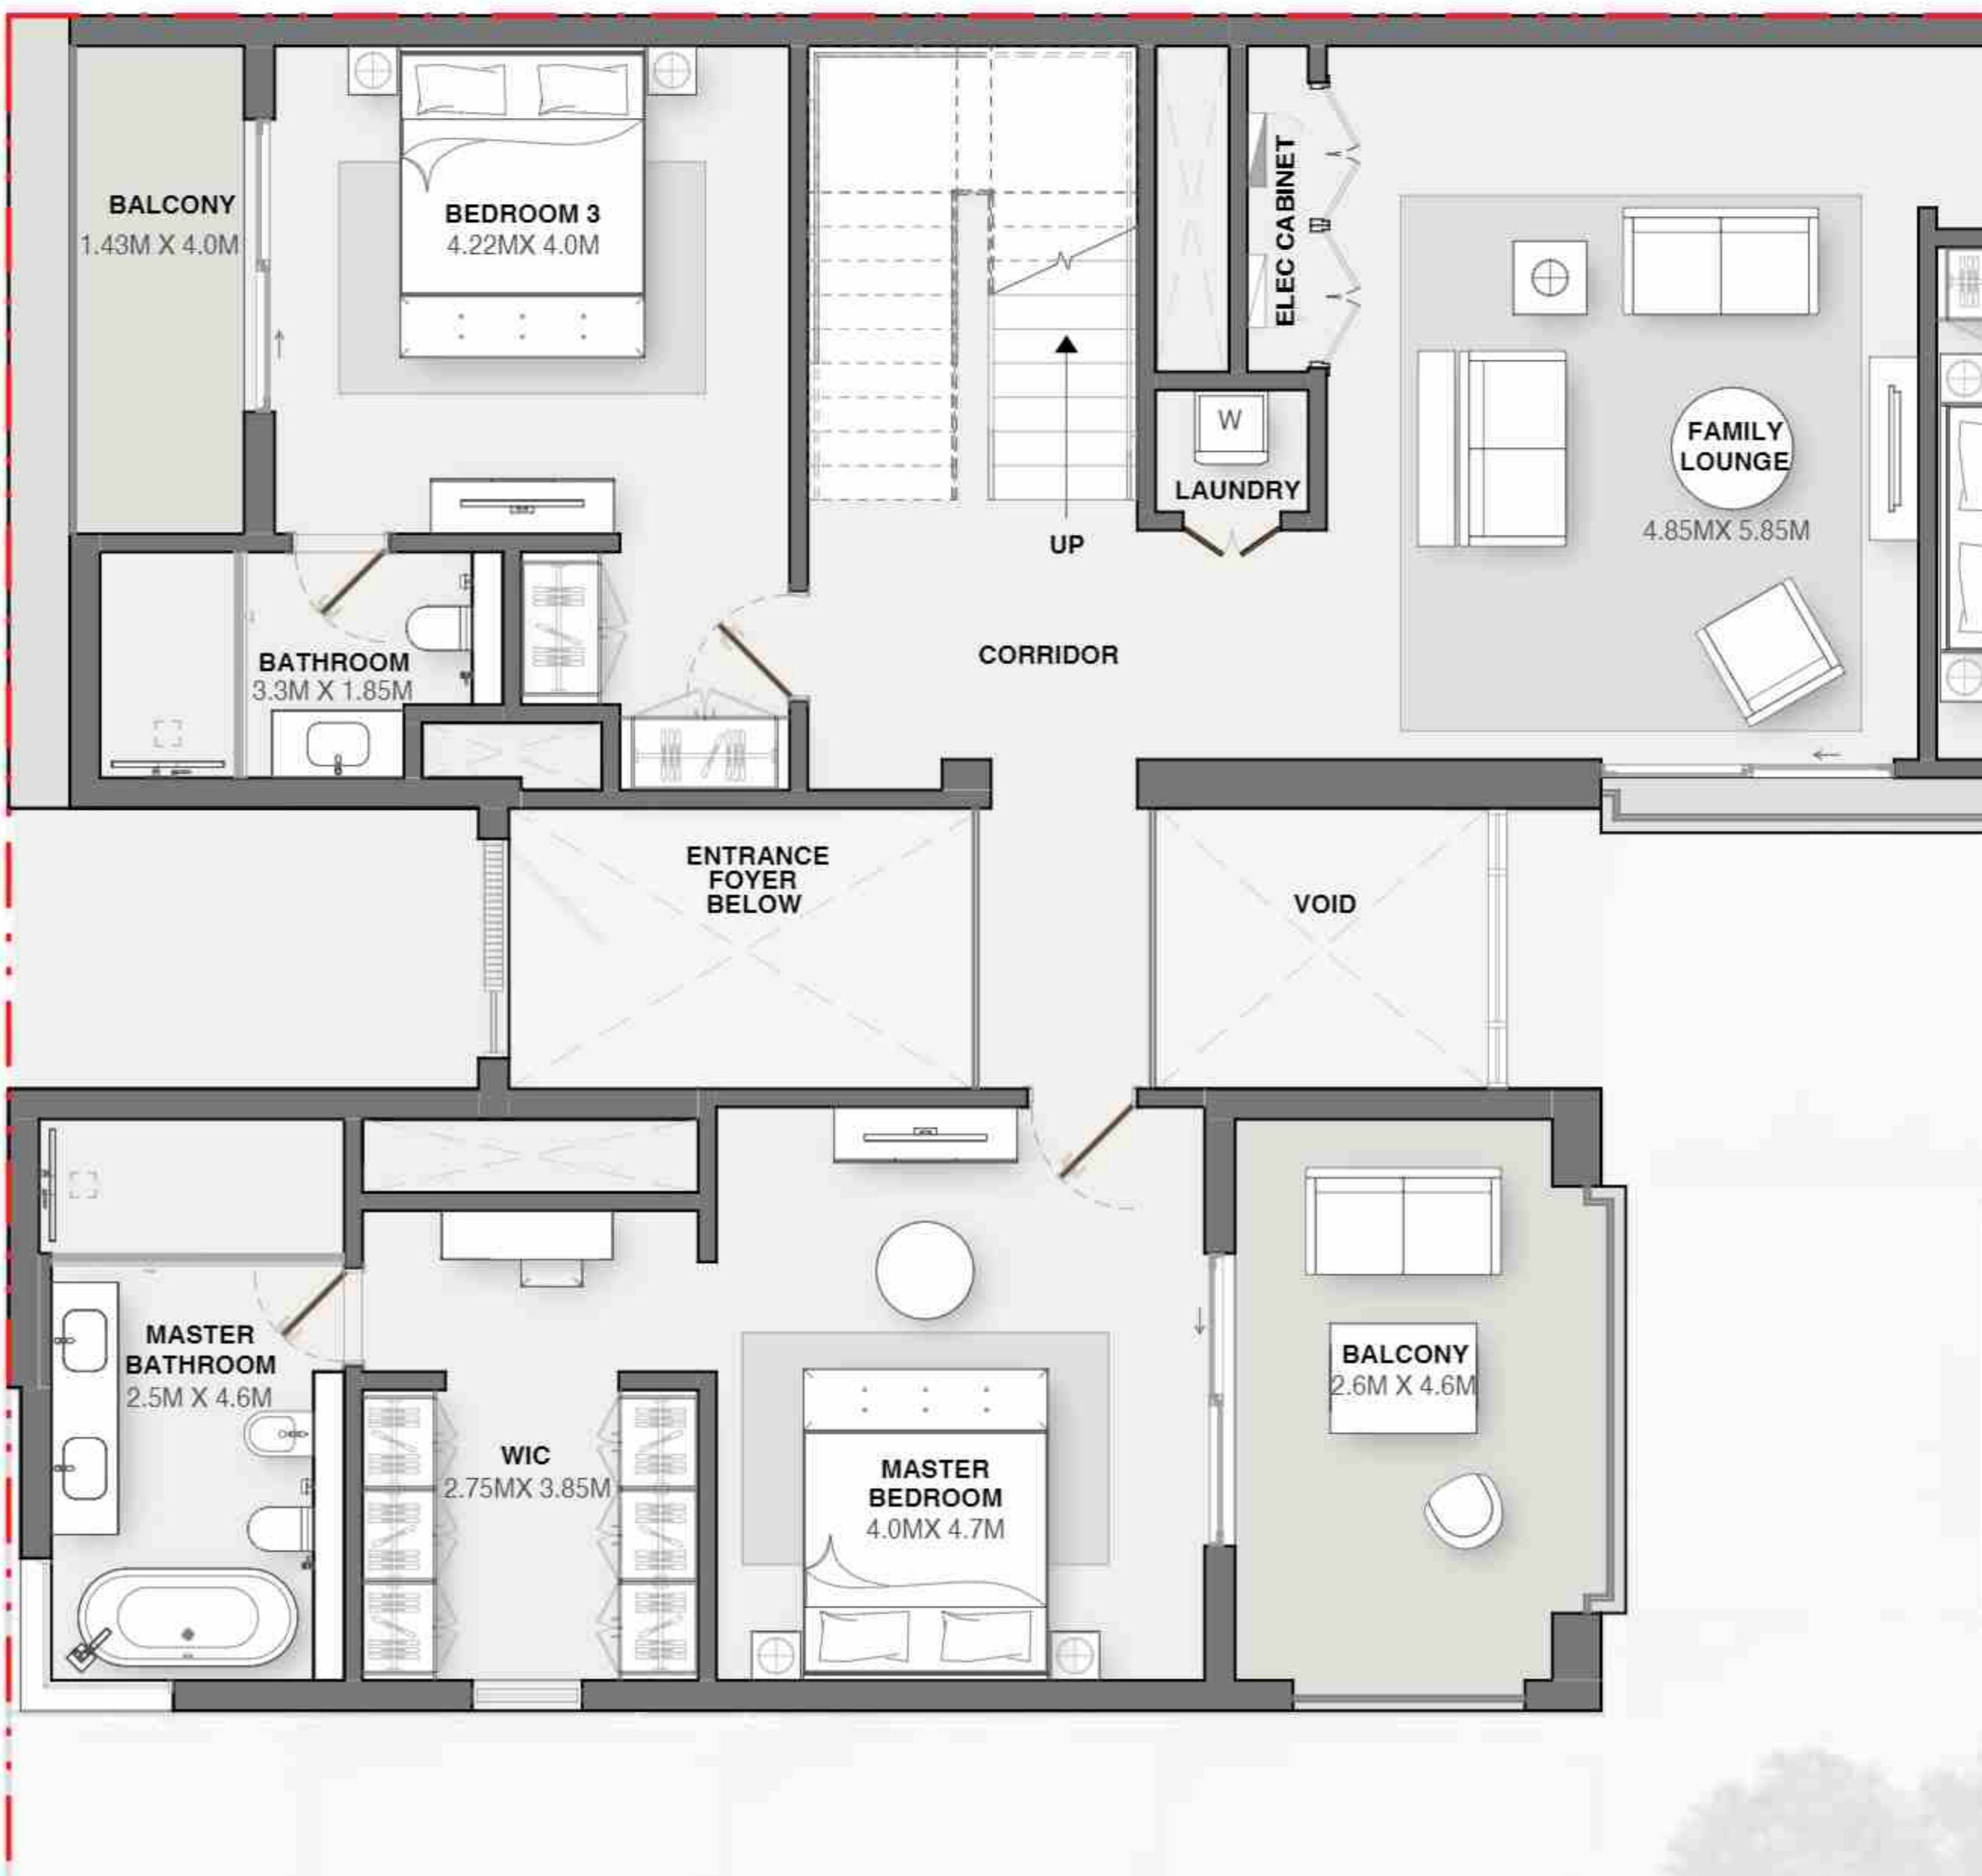 BALCONY
1.43M X 4.0M
BEDROOM 3
4.22MX 4.0M
ELEC CABINET
W
LAUNDRY
FAMILY
LOUNGE
4.85MX 5.85M
UP
CORRIDOR
BATHROOM
3.3M X 1.85M
ENTRANCE
FOYER
BELOW
VOID
MASTER
BATHROOM
2.5M X 4.6M
WIC
2.75MX 3.85M
MASTER
BEDROOM
4.0MX 4.7M
BALCONY
2.6M X 4.6M